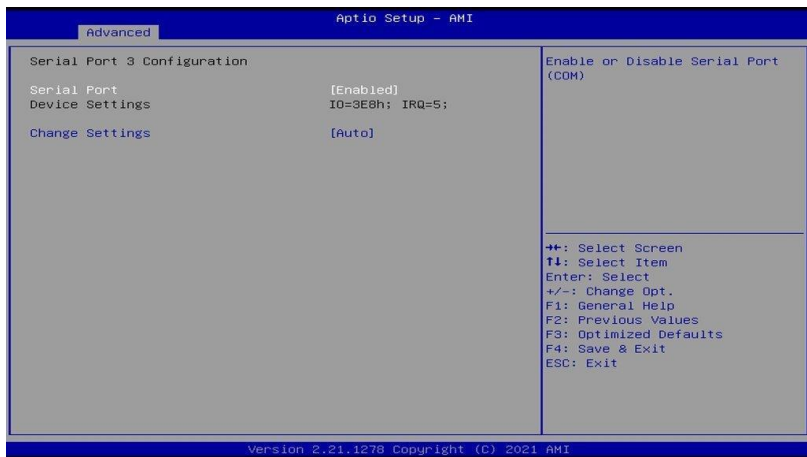 Aptio Setup - AMI
Advanced
Serial Port 3 Configuration
Serial Port [Enabled]
Device Settings IO=3E8h; IRQ=5;
Change Settings [Auto]
Enable or Disable Serial Port
(COM)
→←: Select Screen
↑↓: Select Item
Enter: Select
+/-: Change Opt.
F1: General Help
F2: Previous Values
F3: Optimized Defaults
F4: Save & Exit
ESC: Exit
Version 2.21.1278 Copyright (C) 2021 AMI